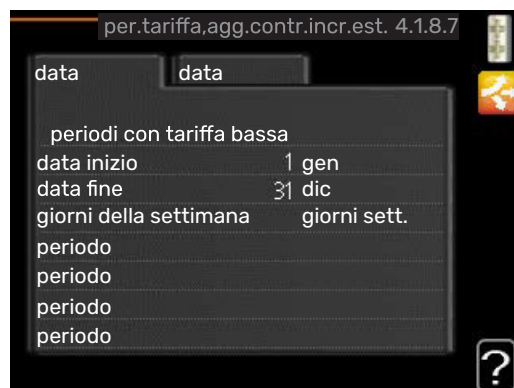 per.tariffa,agg.contr.incr.est. 4.1.8.7
data data
periodi con tariffa bassa
data inizio 1 gen
data fine 31 dic
giorni della settimana giorni sett.
periodo
periodo
periodo
periodo
?